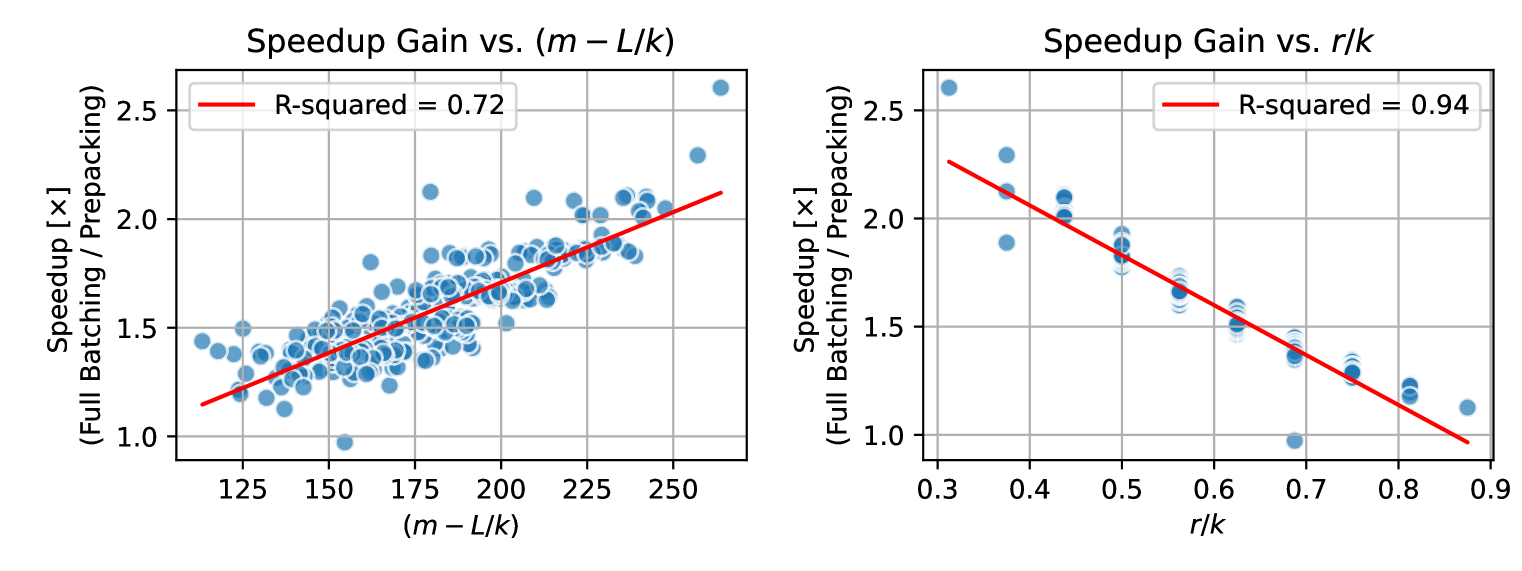 Speedup Gain vs. (m − L/k)
Speedup [×]
(Full Batching / Prepacking)
R-squared = 0.72
2.5
2.0
1.5
1.0
125 150 175 200 225 250
(m − L/k)
Speedup Gain vs. r/k
Speedup [×]
(Full Batching / Prepacking)
R-squared = 0.94
2.5
2.0
1.5
1.0
0.3 0.4 0.5 0.6 0.7 0.8 0.9
r/k